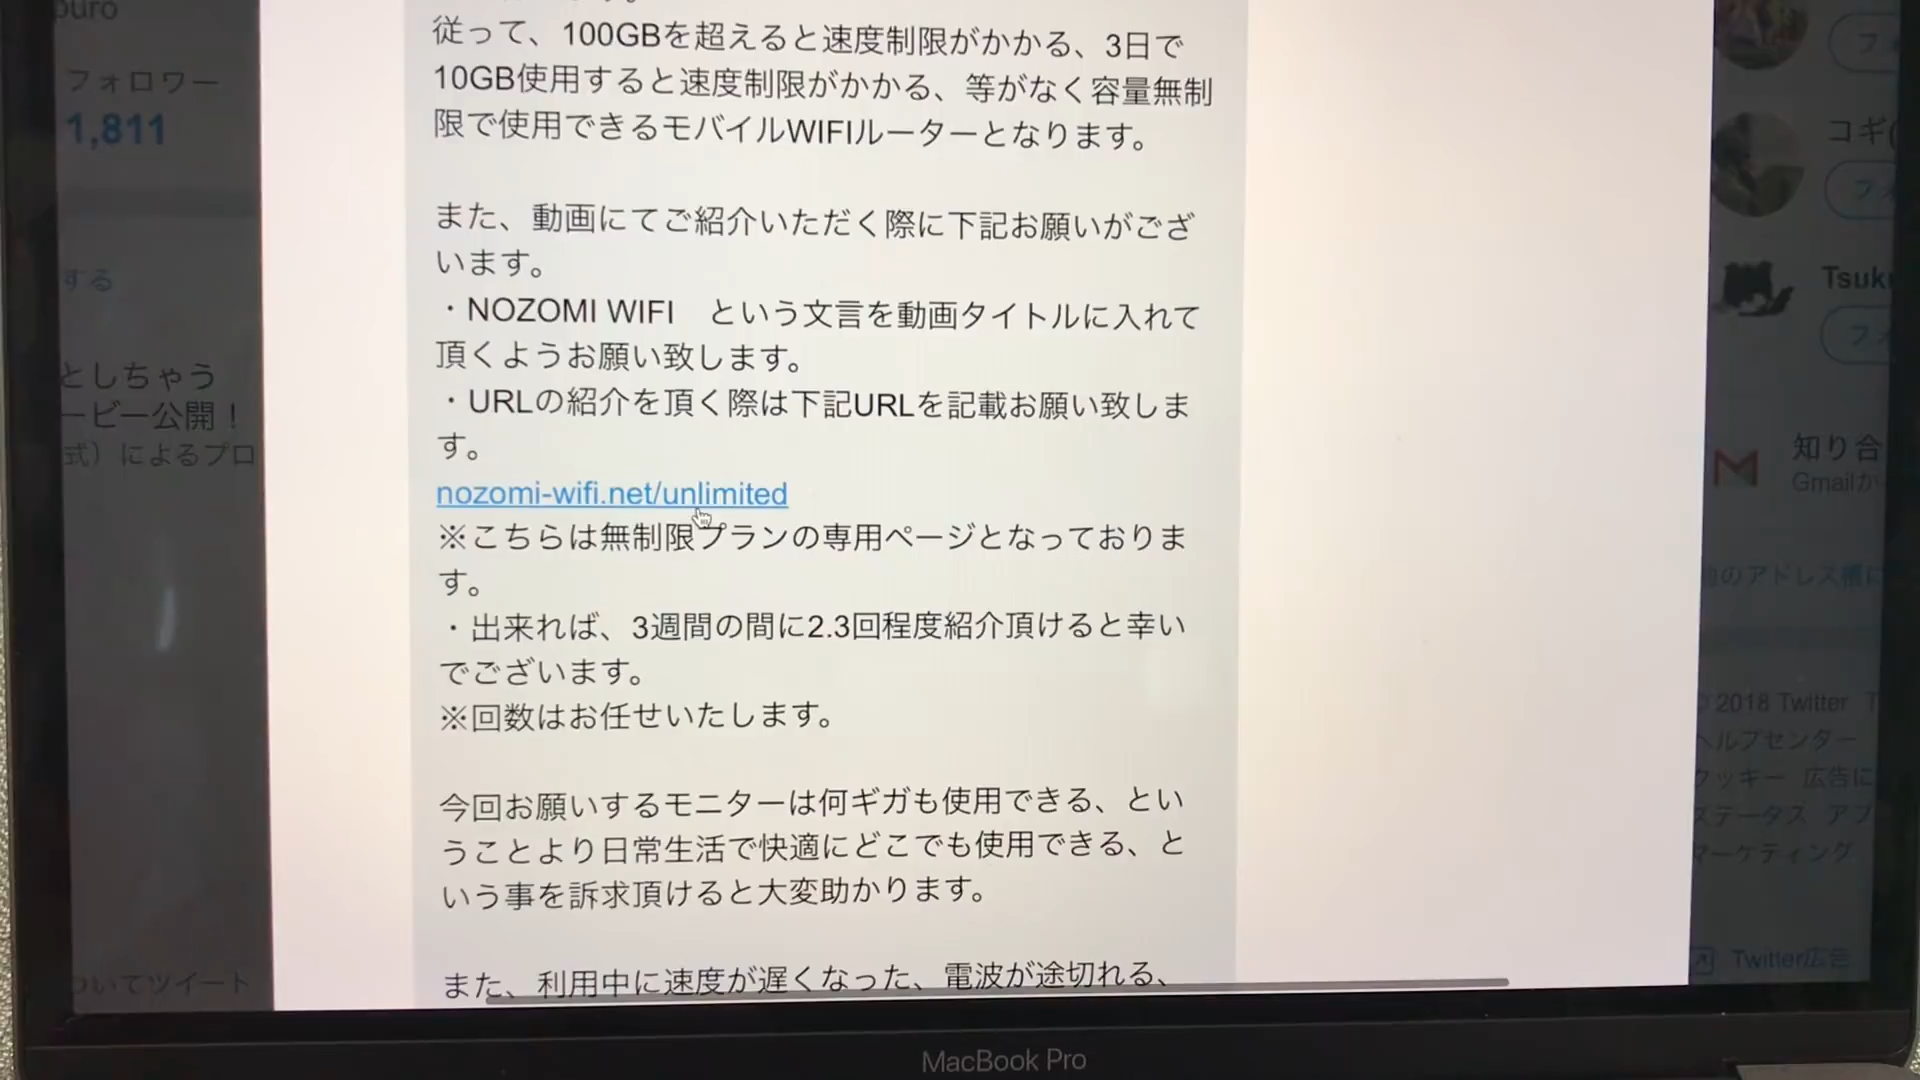 puro
フォロワー
1,811
する
としちゃう
ービー公開！
式）によるプロ
ついてツイート
従って、100GBを超えると速度制限がかかる、3日で
10GB使用すると速度制限がかかる、等がなく容量無制
限で使用できるモバイルWIFIルーターとなります。
また、動画にてご紹介いただく際に下記お願いがござ
います。
・NOZOMI WIFI　という文言を動画タイトルに入れて
頂くようお願い致します。
・URLの紹介を頂く際は下記URLを記載お願い致しま
す。
nozomi-wifi.net/unlimited
※こちらは無制限プランの専用ページとなっておりま
す。
・出来れば、3週間の間に2.3回程度紹介頂けると幸い
でございます。
※回数はお任せいたします。
今回お願いするモニターは何ギガも使用できる、とい
うことより日常生活で快適にどこでも使用できる、と
いう事を訴求頂けると大変助かります。
また、利用中に速度が遅くなった、電波が途切れる、
フォ
コギ(
フォ
Tsuku
フォ
知り合
Gmailか
のアドレス帳に
© 2018 Twitter
ヘルプセンター
クッキー 広告に
ステータス アプ
マーケティング
Twitter広告
MacBook Pro